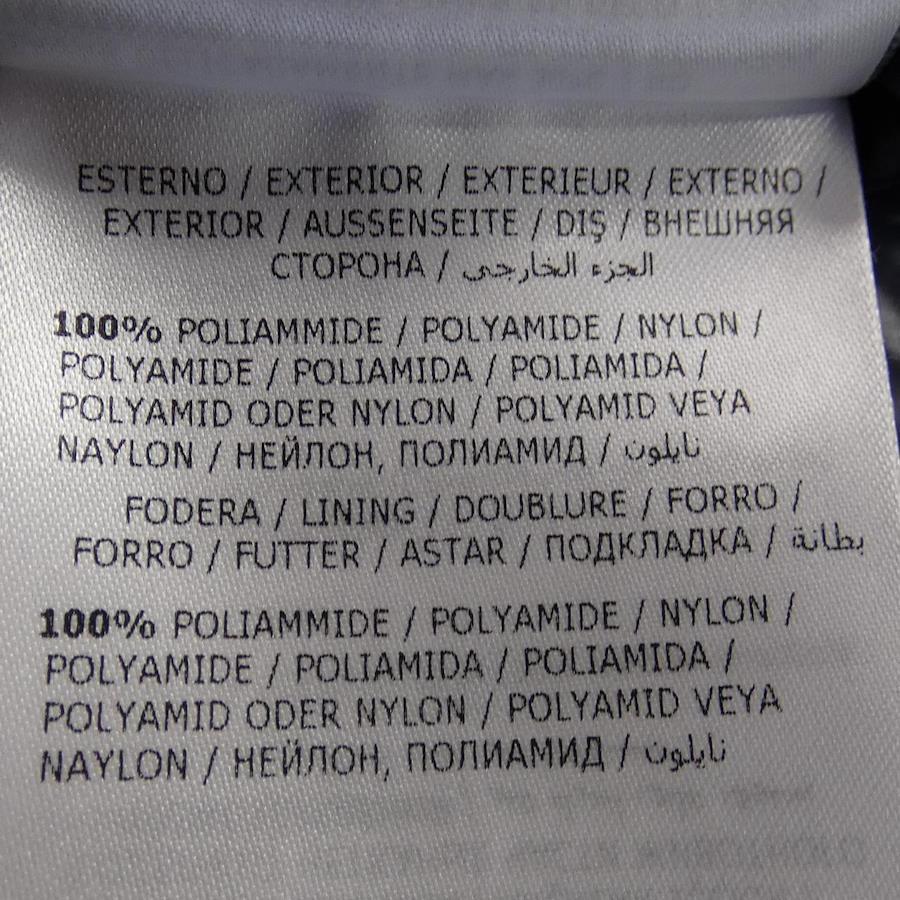 ESTERNO / EXTERIOR / EXTERIEUR / EXTERNO /
EXTERIOR / AUSSENSEITE / DIŞ / ВНЕШНЯЯ
СТОРОНА / الجزء الخارجي
100% POLIAMMIDE / POLYAMIDE / NYLON /
POLYAMIDE / POLIAMIDA / POLIAMIDA /
POLYAMID ODER NYLON / POLYAMID VEYA
NAYLON / НЕЙЛОН, ПОЛИАМИД / نايلون
FODERA / LINING / DOUBLURE / FORRO /
FORRO / FUTTER / ASTAR / ПОДКЛАДКА / بطانة
100% POLIAMMIDE / POLYAMIDE / NYLON /
POLYAMIDE / POLIAMIDA / POLIAMIDA /
POLYAMID ODER NYLON / POLYAMID VEYA
NAYLON / НЕЙЛОН, ПОЛИАМИД / نايلون